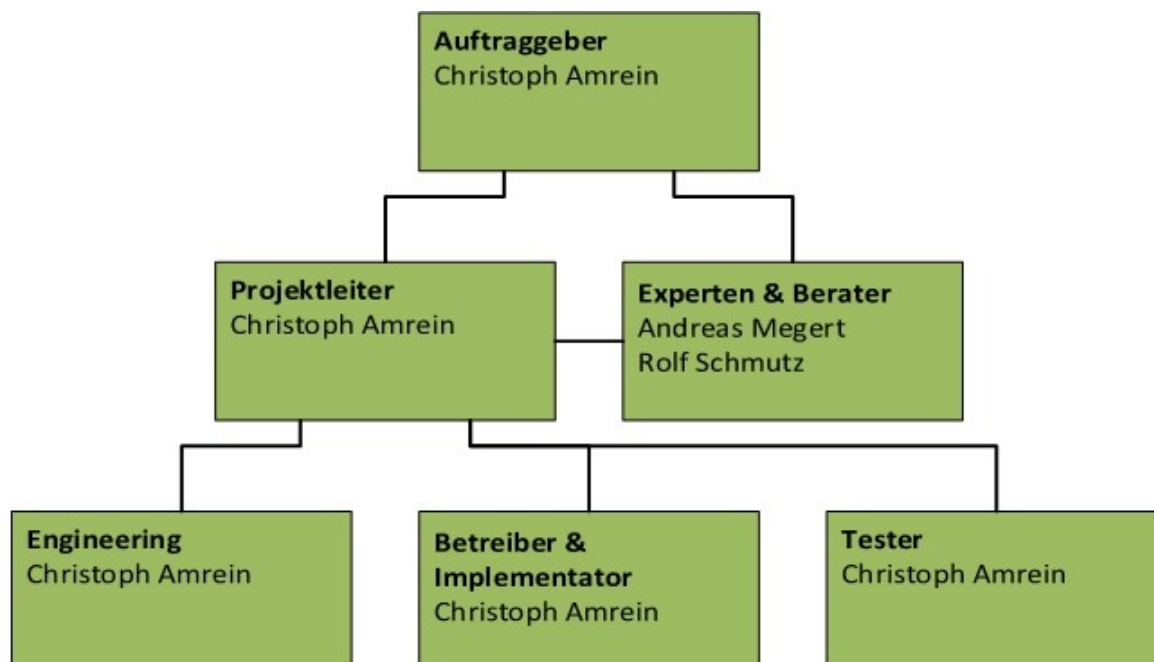 Auftraggeber
Christoph Amrein
Projektleiter
Christoph Amrein
Experten & Berater
Andreas Megert
Rolf Schmutz
Engineering
Christoph Amrein
Betreiber &
Implementator
Christoph Amrein
Tester
Christoph Amrein